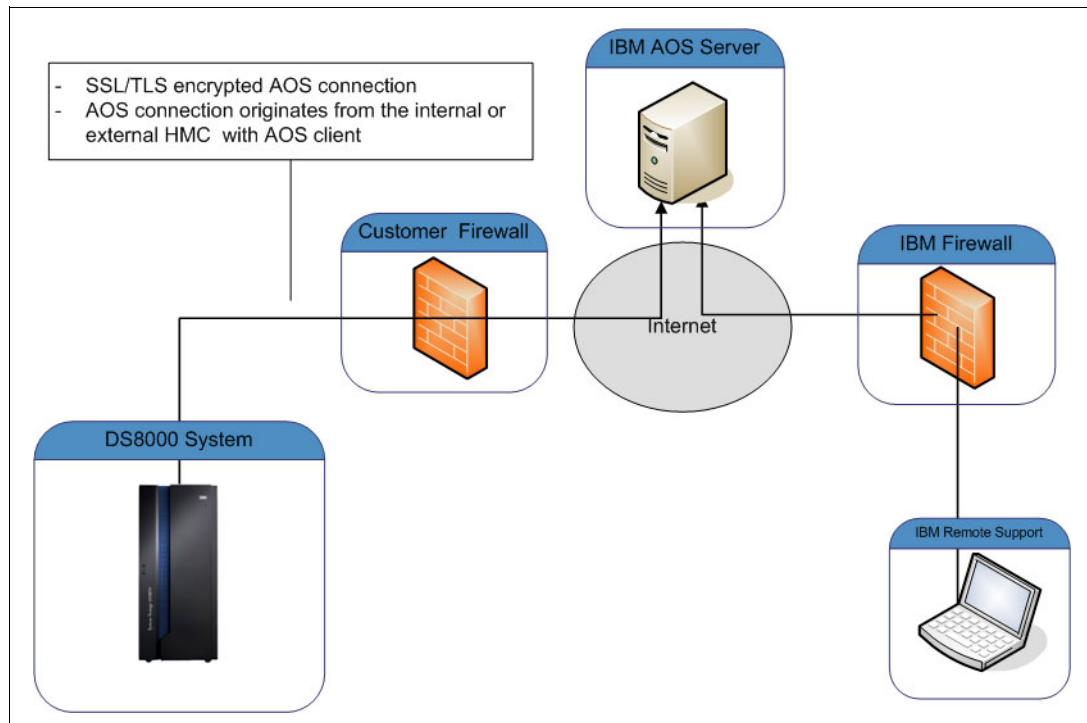 IBM AOS Server
- SSL/TLS encrypted AOS connection
- AOS connection originates from the internal or
external HMC with AOS client
Customer Firewall
IBM Firewall
Internet
DS8000 System
IBM Remote Support